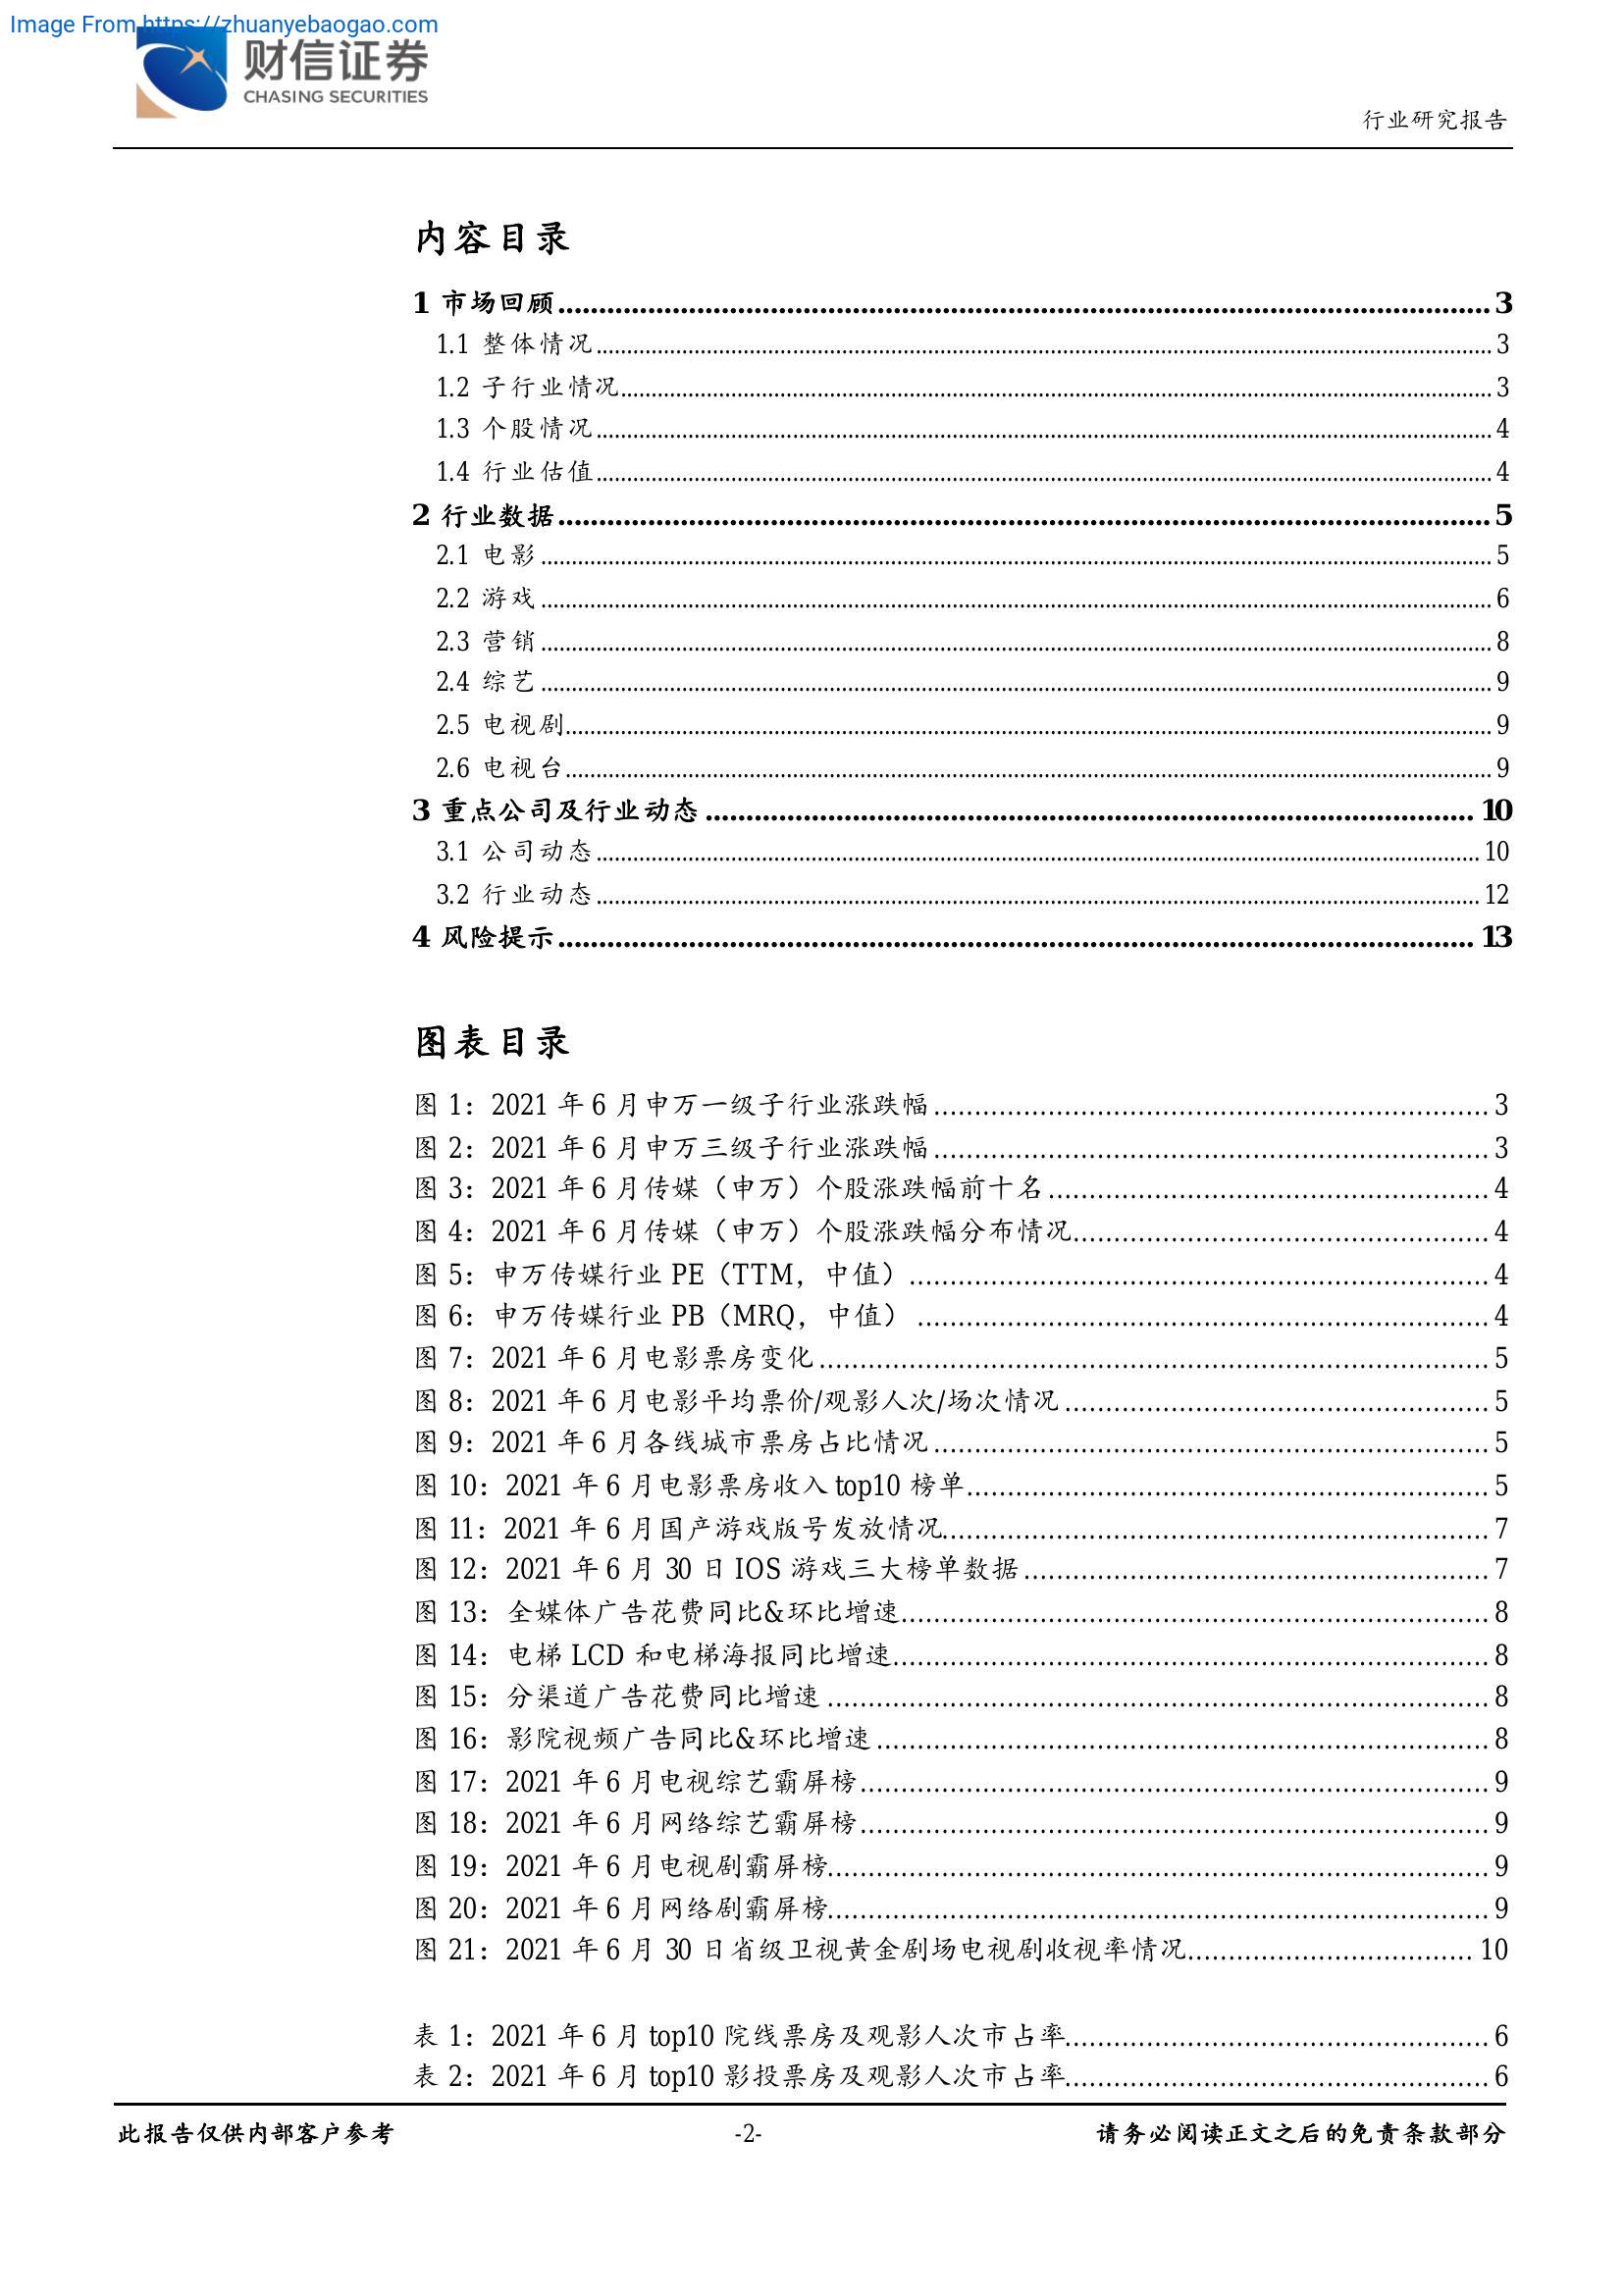 Image From https://zhuanyebaogao.com
财信证券
CHASING SECURITIES
行业研究报告
内容目录
1 市场回顾........ 3
1.1 整体情况........ 3
1.2 子行业情况........ 3
1.3 个股情况........ 4
1.4 行业估值........ 4
2 行业数据........ 5
2.1 电影........ 5
2.2 游戏........ 6
2.3 营销........ 8
2.4 综艺........ 9
2.5 电视剧........ 9
2.6 电视台........ 9
3 重点公司及行业动态........ 10
3.1 公司动态........ 10
3.2 行业动态........ 12
4 风险提示........ 13
图表目录
图 1：2021 年 6 月申万一级子行业涨跌幅........ 3
图 2：2021 年 6 月申万三级子行业涨跌幅........ 3
图 3：2021 年 6 月传媒（申万）个股涨跌幅前十名........ 4
图 4：2021 年 6 月传媒（申万）个股涨跌幅分布情况........ 4
图 5：申万传媒行业 PE（TTM，中值）........ 4
图 6：申万传媒行业 PB（MRQ，中值）........ 4
图 7：2021 年 6 月电影票房变化........ 5
图 8：2021 年 6 月电影平均票价/观影人次/场次情况........ 5
图 9：2021 年 6 月各线城市票房占比情况........ 5
图 10：2021 年 6 月电影票房收入 top10 榜单........ 5
图 11：2021 年 6 月国产游戏版号发放情况........ 7
图 12：2021 年 6 月 30 日 IOS 游戏三大榜单数据........ 7
图 13：全媒体广告花费同比&环比增速........ 8
图 14：电梯 LCD 和电梯海报同比增速........ 8
图 15：分渠道广告花费同比增速........ 8
图 16：影院视频广告同比&环比增速........ 8
图 17：2021 年 6 月电视综艺霸屏榜........ 9
图 18：2021 年 6 月网络综艺霸屏榜........ 9
图 19：2021 年 6 月电视剧霸屏榜........ 9
图 20：2021 年 6 月网络剧霸屏榜........ 9
图 21：2021 年 6 月 30 日省级卫视黄金剧场电视剧收视率情况........ 10
表 1：2021 年 6 月 top10 院线票房及观影人次市占率........ 6
表 2：2021 年 6 月 top10 影投票房及观影人次市占率........ 6
此报告仅供内部客户参考 -2- 请务必阅读正文之后的免责条款部分